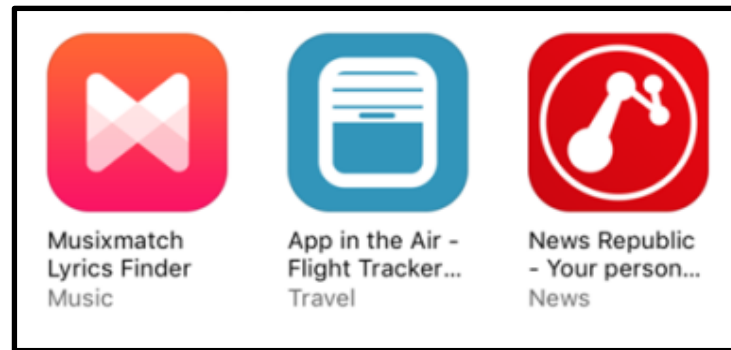 Musixmatch
Lyrics Finder
Music
App in the Air -
Flight Tracker...
Travel
News Republic
- Your person...
News